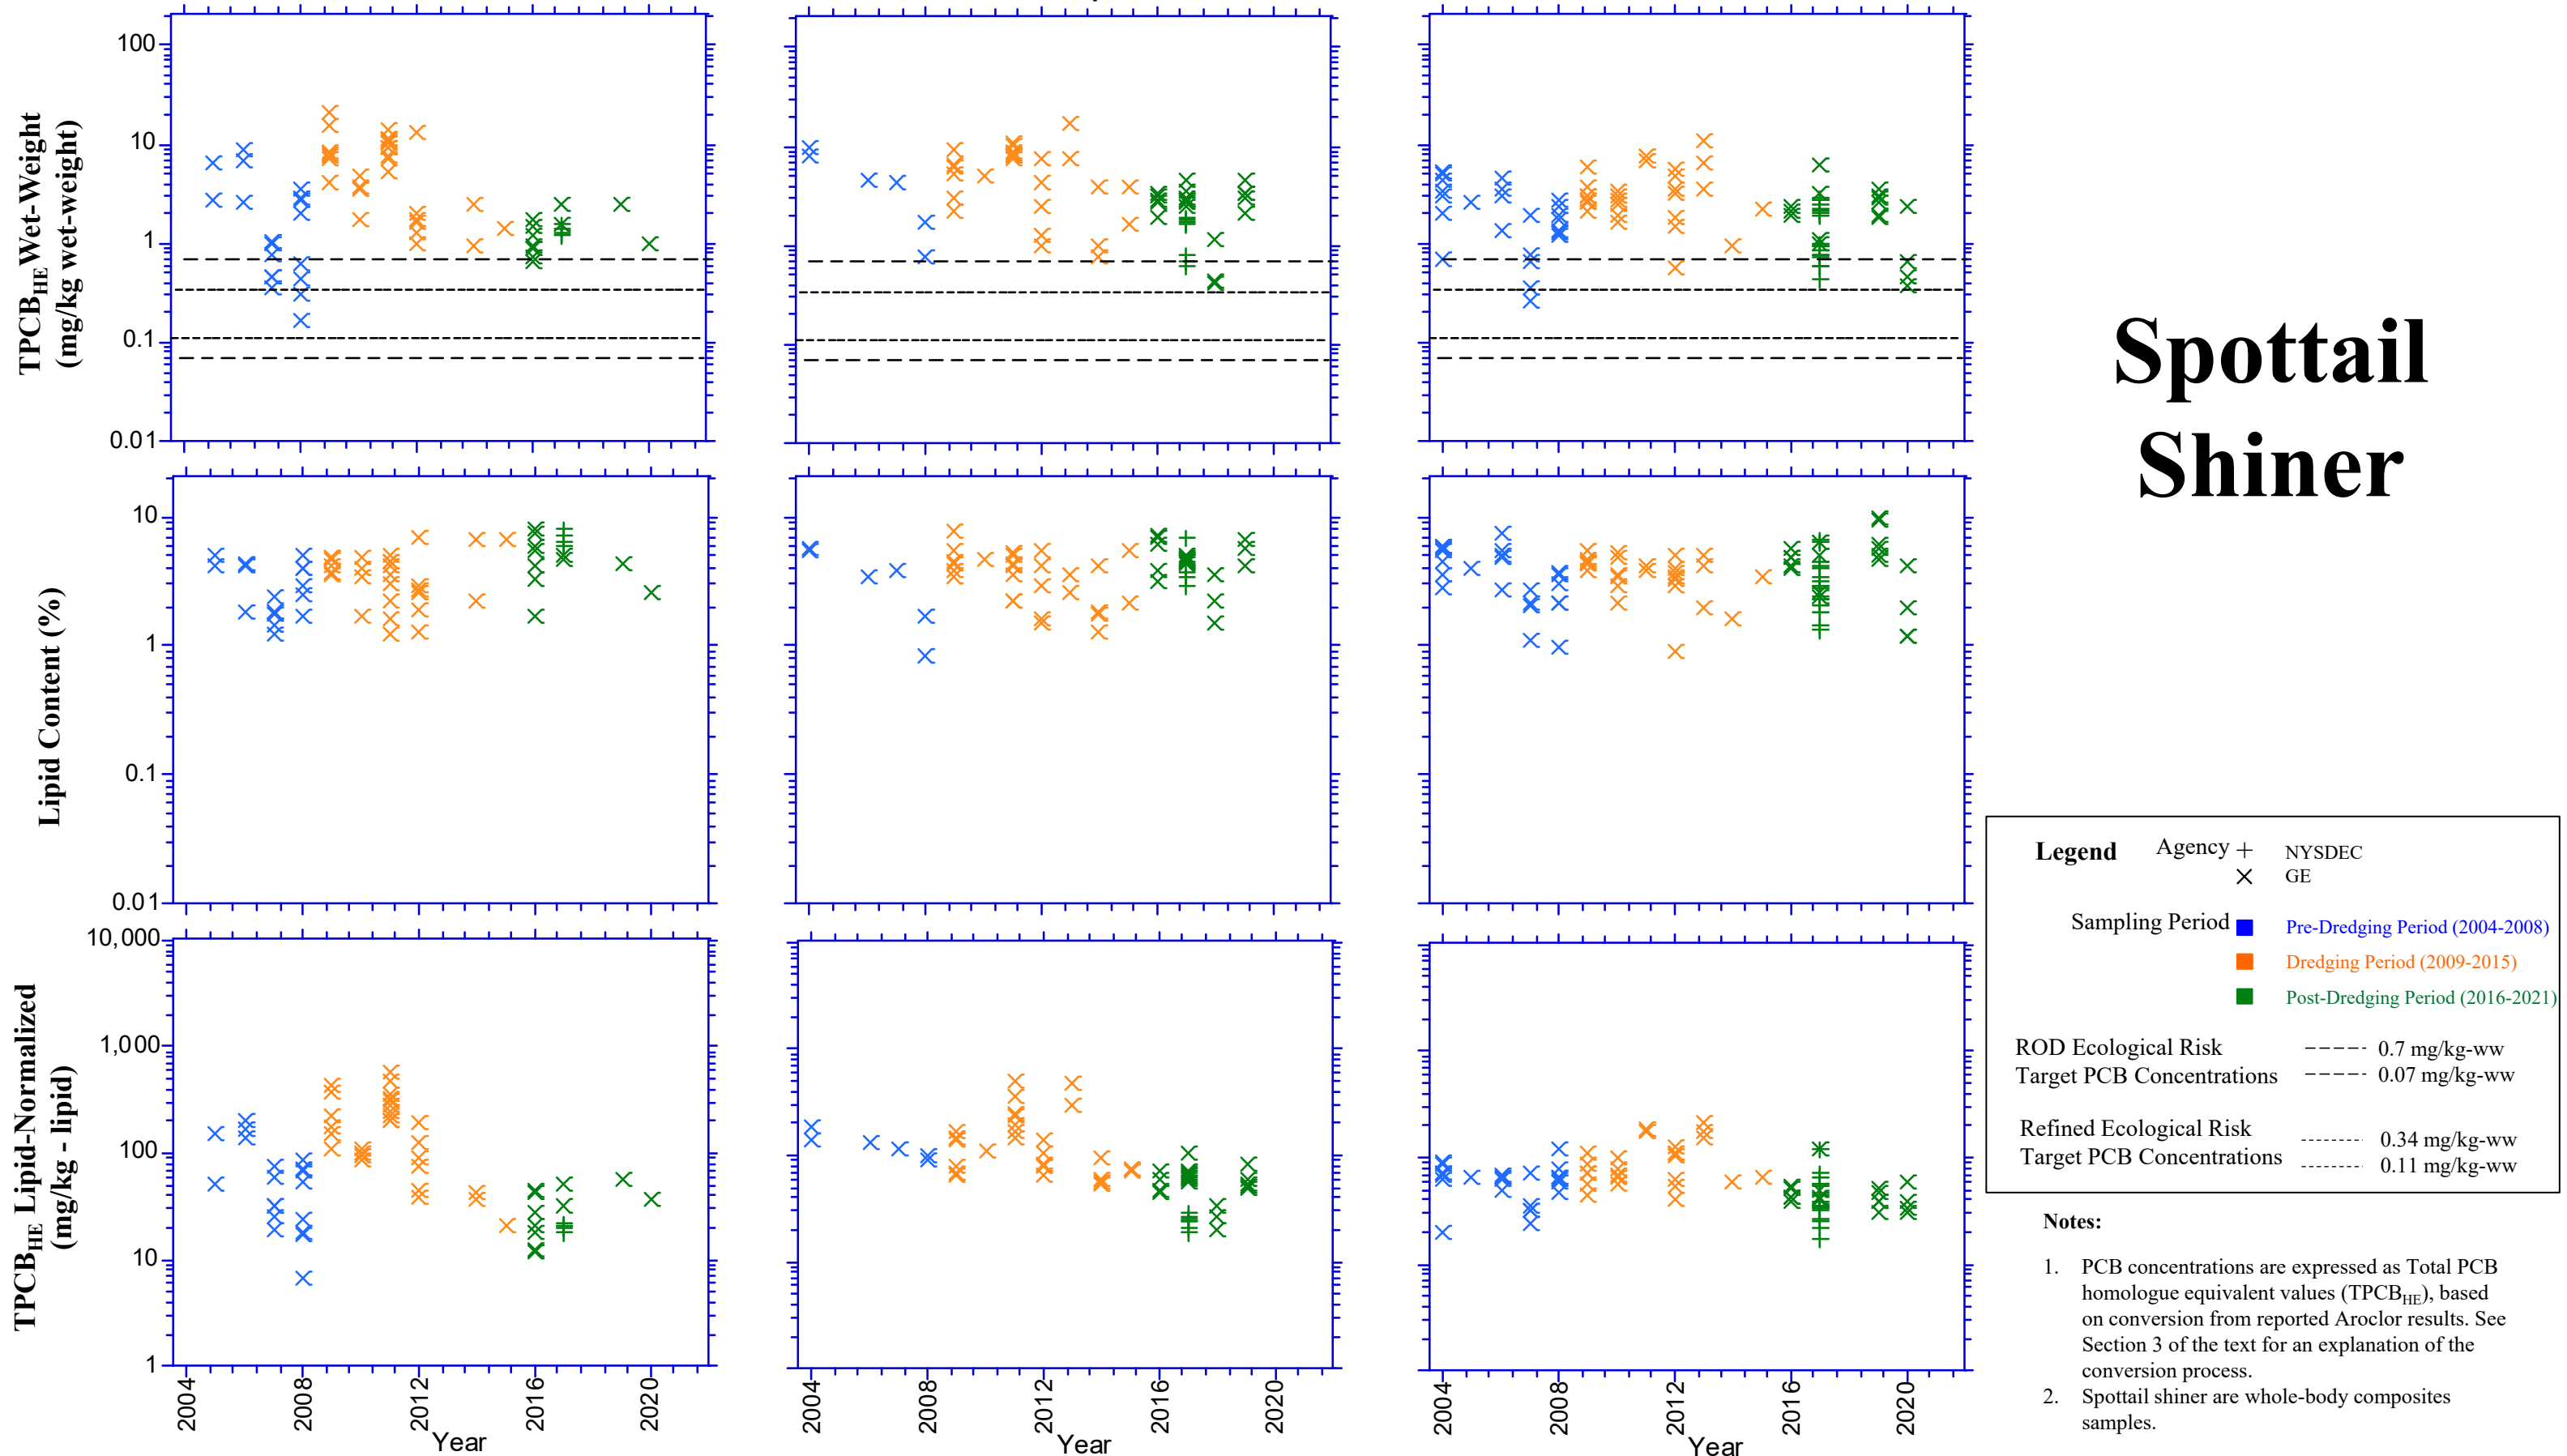 TPCBHE Wet-Weight
(mg/kg wet-weight)
100
10
1
0.1
0.01
Spottail
Shiner
Lipid Content (%)
10
1
0.1
0.01
TPCBHE Lipid-Normalized
(mg/kg - lipid)
10,000
1,000
100
10
1
2004 2008 2012 2016 2020
Year
2004 2008 2012 2016 2020
Year
2004 2008 2012 2016 2020
Year
Legend Agency + NYSDEC
× GE
Sampling Period Pre-Dredging Period (2004-2008)
Dredging Period (2009-2015)
Post-Dredging Period (2016-2021)
ROD Ecological Risk 0.7 mg/kg-ww
Target PCB Concentrations 0.07 mg/kg-ww
Refined Ecological Risk 0.34 mg/kg-ww
Target PCB Concentrations 0.11 mg/kg-ww
Notes:
1. PCB concentrations are expressed as Total PCB
homologue equivalent values (TPCBHE), based
on conversion from reported Aroclor results. See
Section 3 of the text for an explanation of the
conversion process.
2. Spottail shiner are whole-body composites
samples.